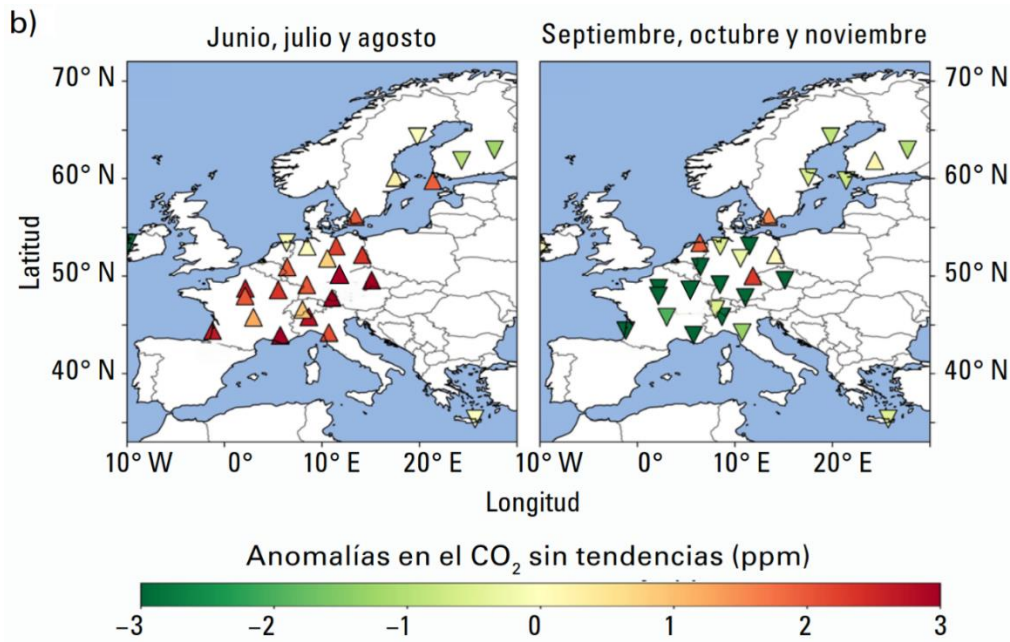 b)
Junio, julio y agosto
Septiembre, octubre y noviembre
70° N
60° N
50° N
40° N
Latitud
70° N
60° N
50° N
40° N
10° W
0°
10° E
20° E
10° W
0°
10° E
20° E
Longitud
Anomalías en el CO₂ sin tendencias (ppm)
−3
−2
−1
0
1
2
3